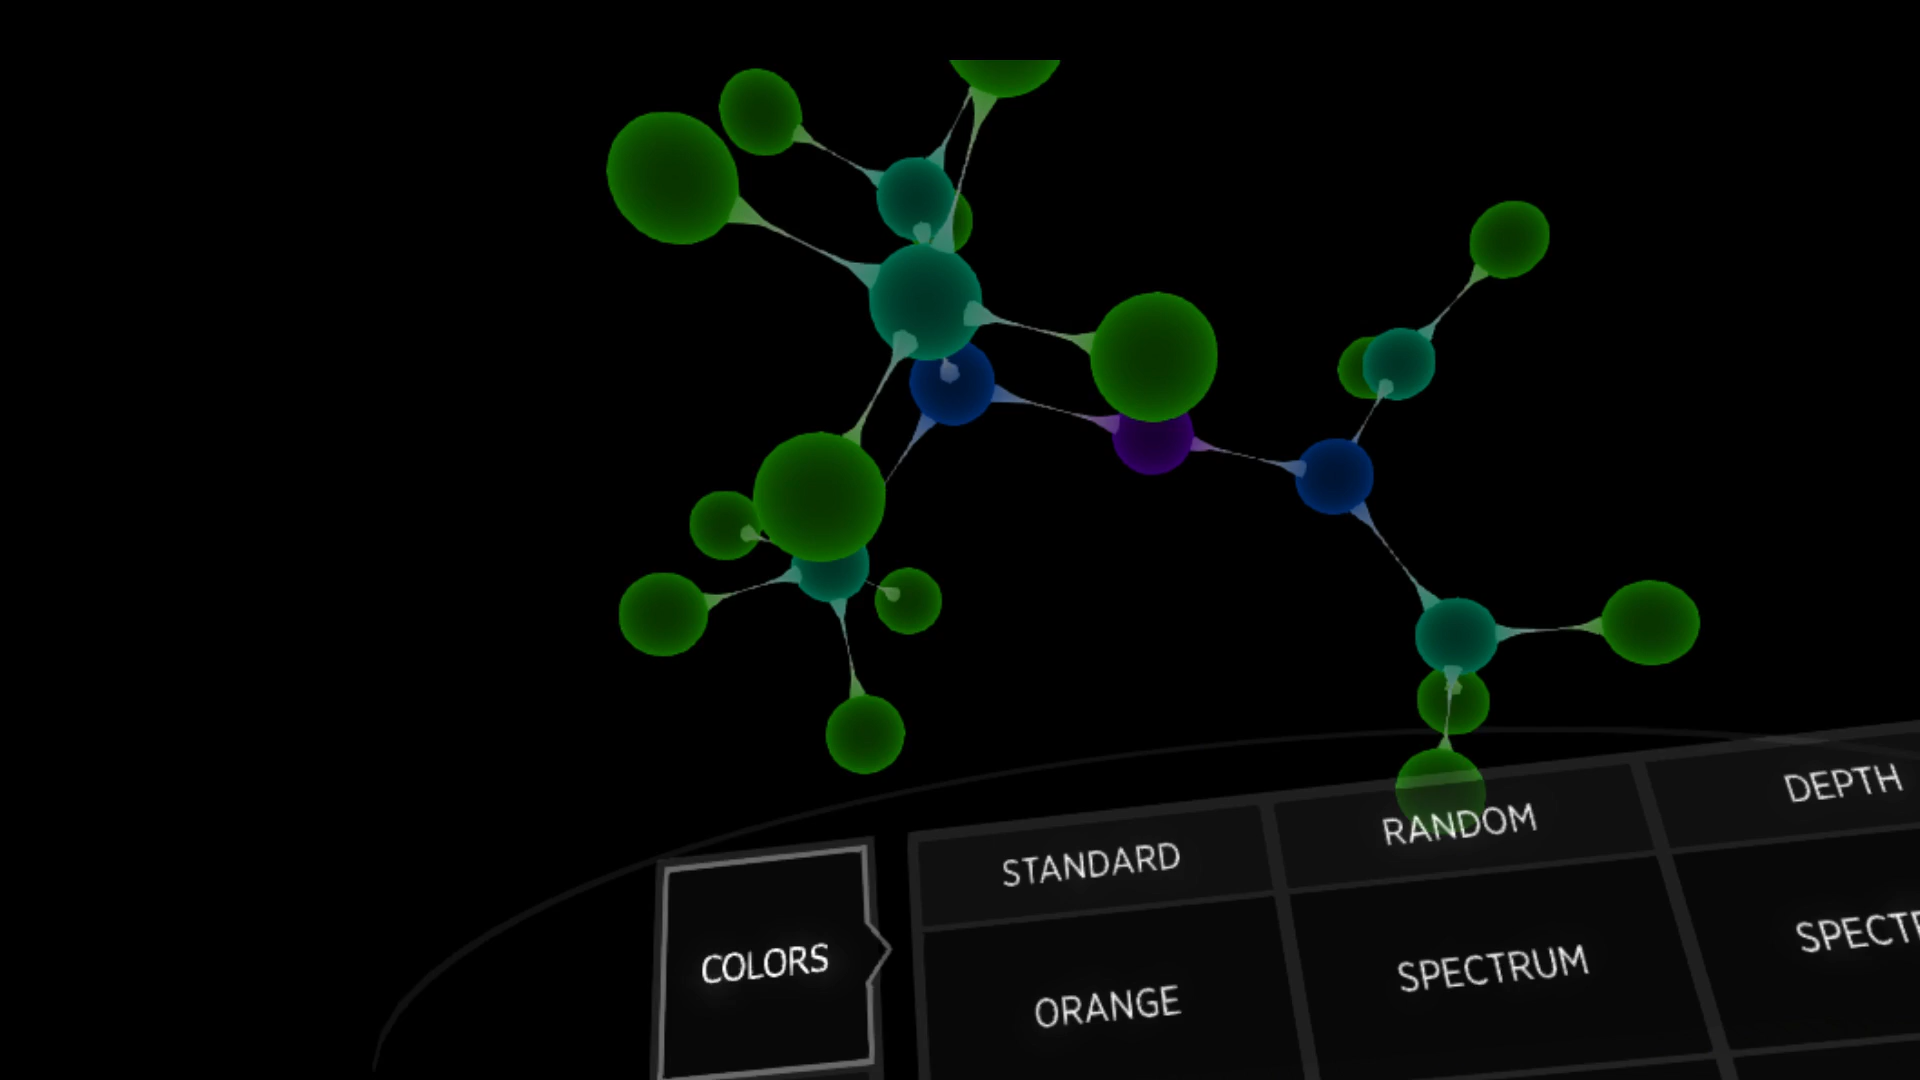 COLORS
STANDARD
RANDOM
DEPTH
ORANGE
SPECTRUM